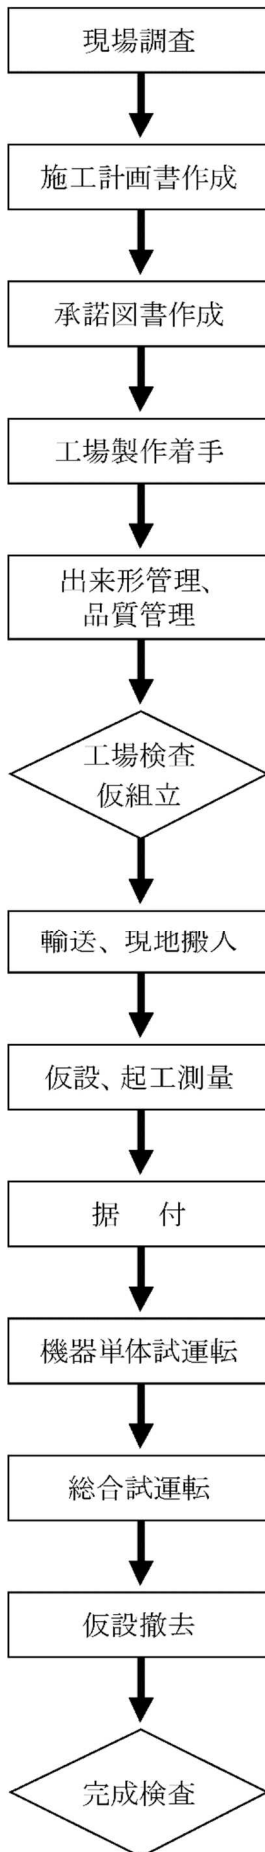 現場調査
施工計画書作成
承諾図書作成
工場製作着手
出来形管理、
品質管理
工場検査
仮組立
輸送、現地搬入
仮設、起工測量
据　付
機器単体試運転
総合試運転
仮設撤去
完成検査